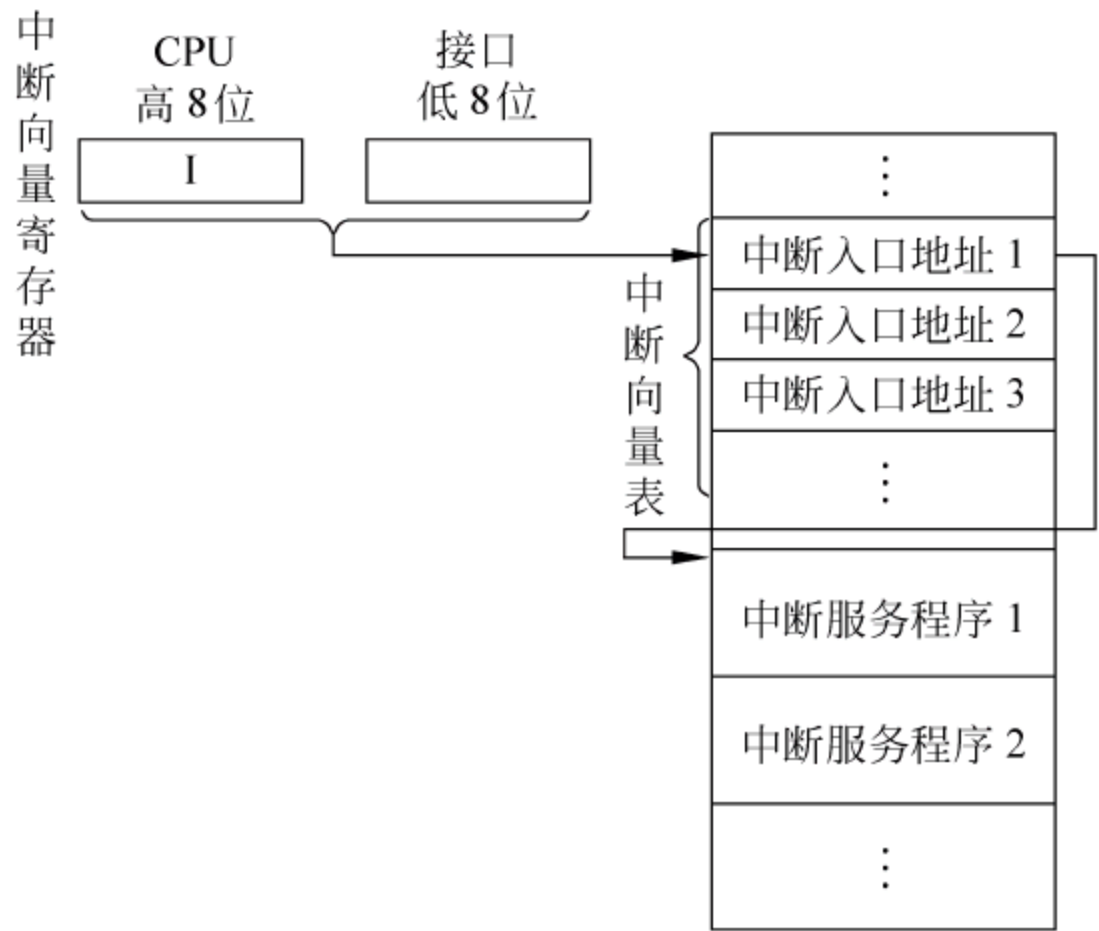 中断向量寄存器
CPU
高8位
接口
低8位
I
⋮
中断入口地址1
中断入口地址2
中断入口地址3
⋮
中断向量表
中断服务程序1
中断服务程序2
⋮